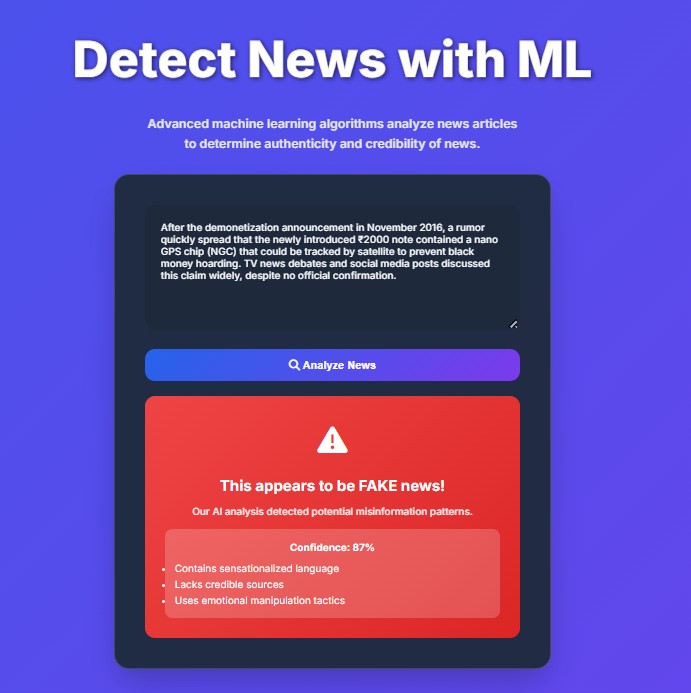 Detect News with ML
Advanced machine learning algorithms analyze news articles
to determine authenticity and credibility of news.
After the demonetization announcement in November 2016, a rumor
quickly spread that the newly introduced ₹2000 note contained a nano
GPS chip (NGC) that could be tracked by satellite to prevent black
money hoarding. TV news debates and social media posts discussed
this claim widely, despite no official confirmation.
Analyze News
This appears to be FAKE news!
Our AI analysis detected potential misinformation patterns.
Confidence: 87%
• Contains sensationalized language
• Lacks credible sources
• Uses emotional manipulation tactics